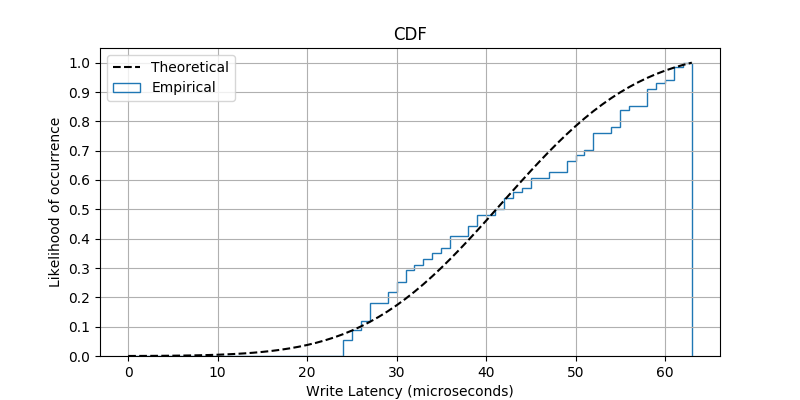 CDF
Theoretical
Empirical
Likelihood of occurrence
1.0
0.9
0.8
0.7
0.6
0.5
0.4
0.3
0.2
0.1
0.0
0 10 20 30 40 50 60
Write Latency (microseconds)